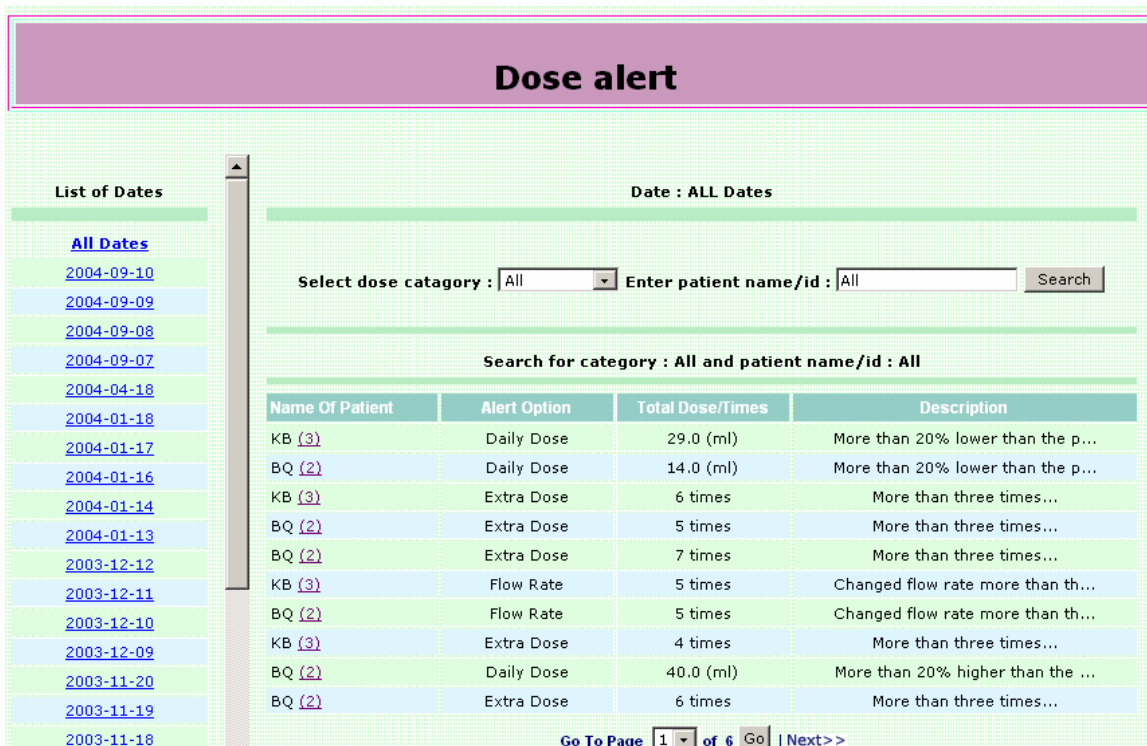 Dose alert
List of Dates
All Dates
2004-09-10
2004-09-09
2004-09-08
2004-09-07
2004-04-18
2004-01-18
2004-01-17
2004-01-16
2004-01-14
2004-01-13
2003-12-12
2003-12-11
2003-12-10
2003-12-09
2003-11-20
2003-11-19
2003-11-18
Date : ALL Dates
Select dose catagory : All Enter patient name/id : All Search
Search for category : All and patient name/id : All
Name Of Patient Alert Option Total Dose/Times Description
KB (3) Daily Dose 29.0 (ml) More than 20% lower than the p...
BQ (2) Daily Dose 14.0 (ml) More than 20% lower than the p...
KB (3) Extra Dose 6 times More than three times...
BQ (2) Extra Dose 5 times More than three times...
BQ (2) Extra Dose 7 times More than three times...
KB (3) Flow Rate 5 times Changed flow rate more than th...
BQ (2) Flow Rate 5 times Changed flow rate more than th...
KB (3) Extra Dose 4 times More than three times...
BQ (2) Daily Dose 40.0 (ml) More than 20% higher than the ...
BQ (2) Extra Dose 6 times More than three times...
Go To Page 1 of 6 Go | Next>>